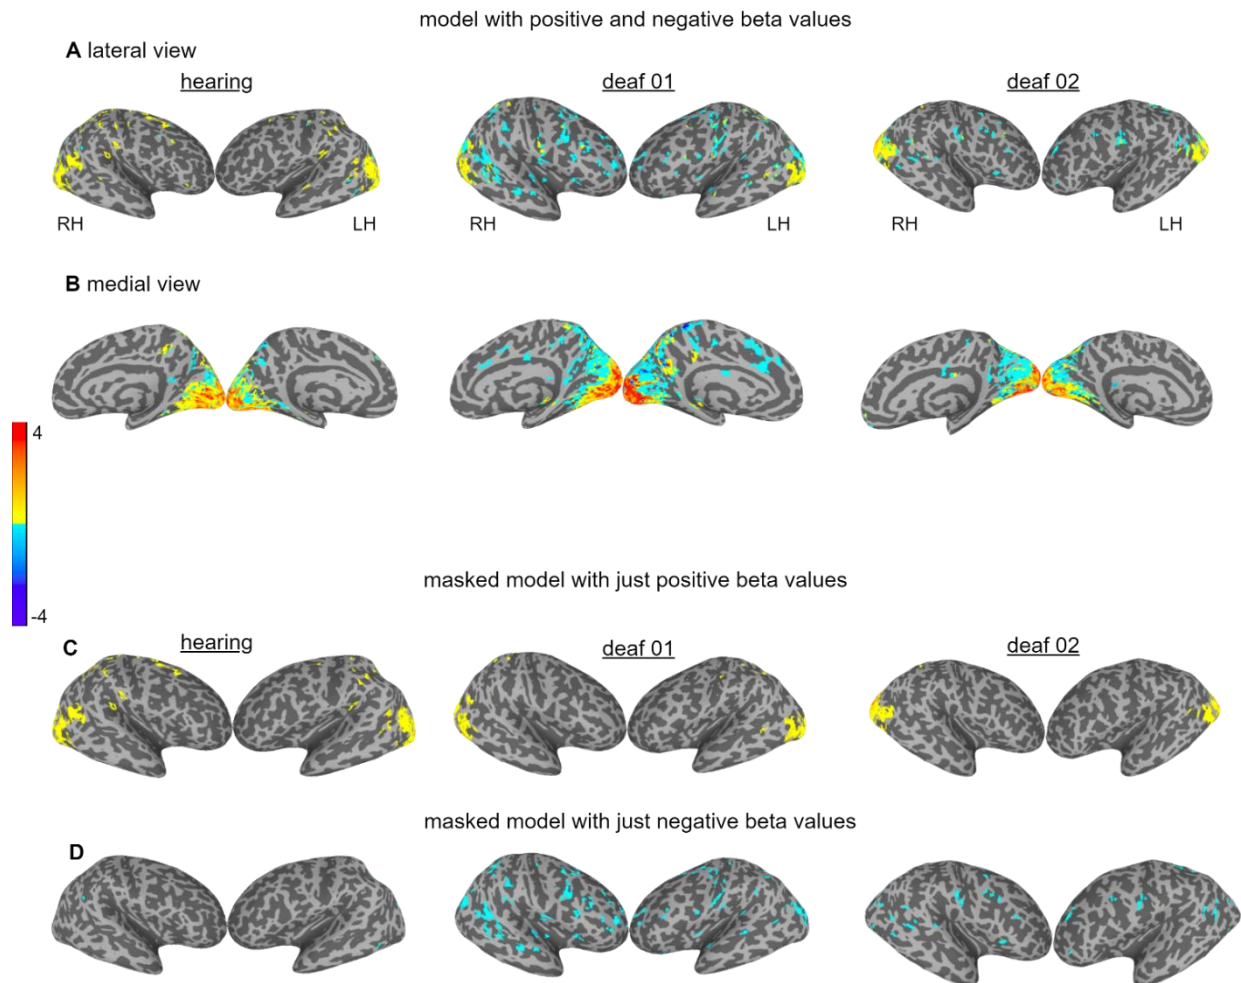 model with positive and negative beta values
A lateral view
hearing
deaf 01
deaf 02
RH
LH
RH
LH
RH
LH
B medial view
4
-4
masked model with just positive beta values
C
hearing
deaf 01
deaf 02
masked model with just negative beta values
D